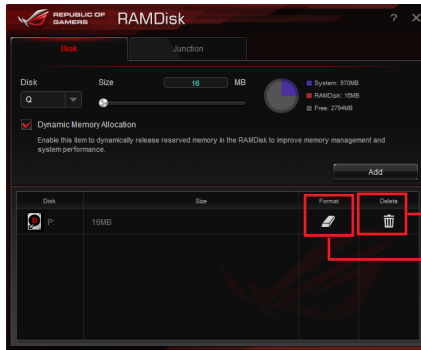 REPUBLIC OF
GAMERS
RAMDisk
? X
Disk
Junction
Disk
Size
16
MB
Q
System: 970MB
RAMDisk: 16MB
Free: 2794MB
Dynamic Memory Allocation
Enable this item to dynamically release reserved memory in the RAMDisk to improve memory management and
system performance.
Add
Disk
Size
Format
Delete
P:
16MB